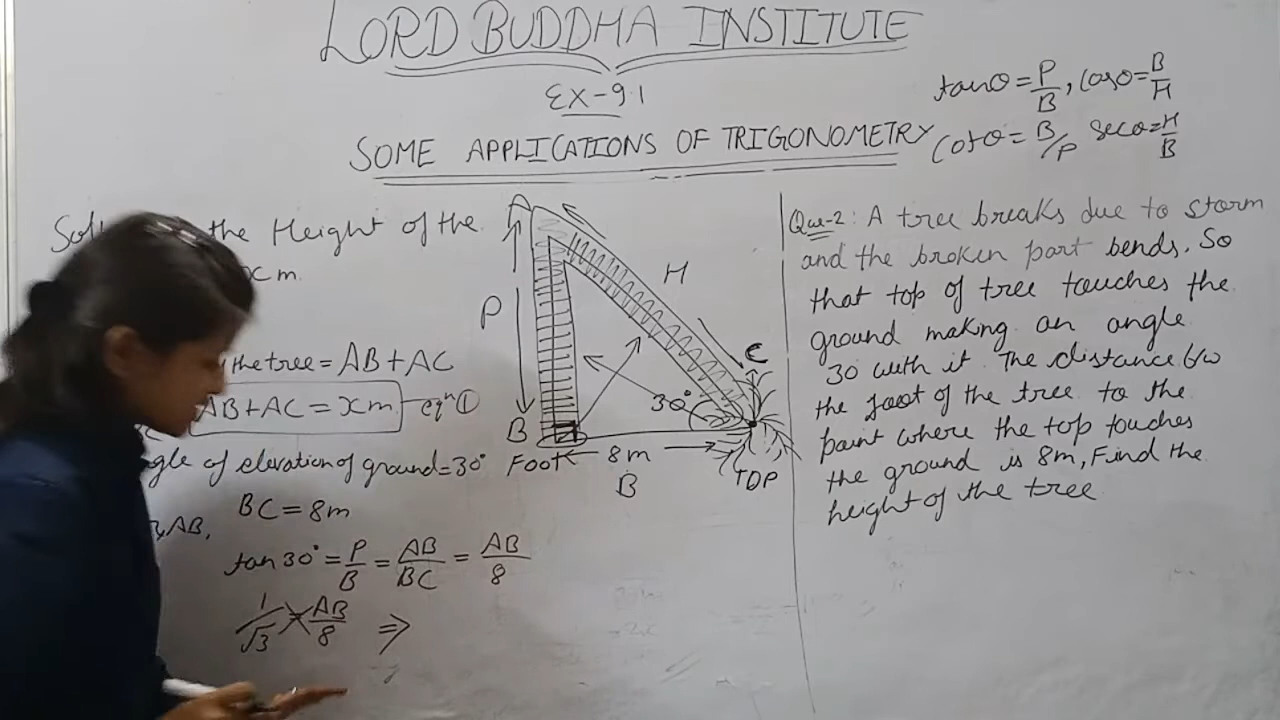 LORD BUDDHA INSTITUTE
EX-9.1
SOME APPLICATIONS OF TRIGONOMETRY
tanθ = P/B, Cosθ = B/H
Cotθ = B/P Secθ = H/B
the Height of the
x m.
the tree = AB + AC
AB + AC = x m — eqⁿ ①
gle of elevation of ground = 30°
BC = 8m
AB,
tan 30° = P/B = AB/BC = AB/8
1/√3 = AB/8 ⇒
A
P
H
C
30°
B
FOOT
8m
B
TOP
Que-2: A tree breaks due to storm
and the broken part bends. So
that top of tree touches the
ground making an angle
30 with it. The distance b/w
the foot of the tree to the
point where the top touches
the ground is 8m, Find the
height of the tree.